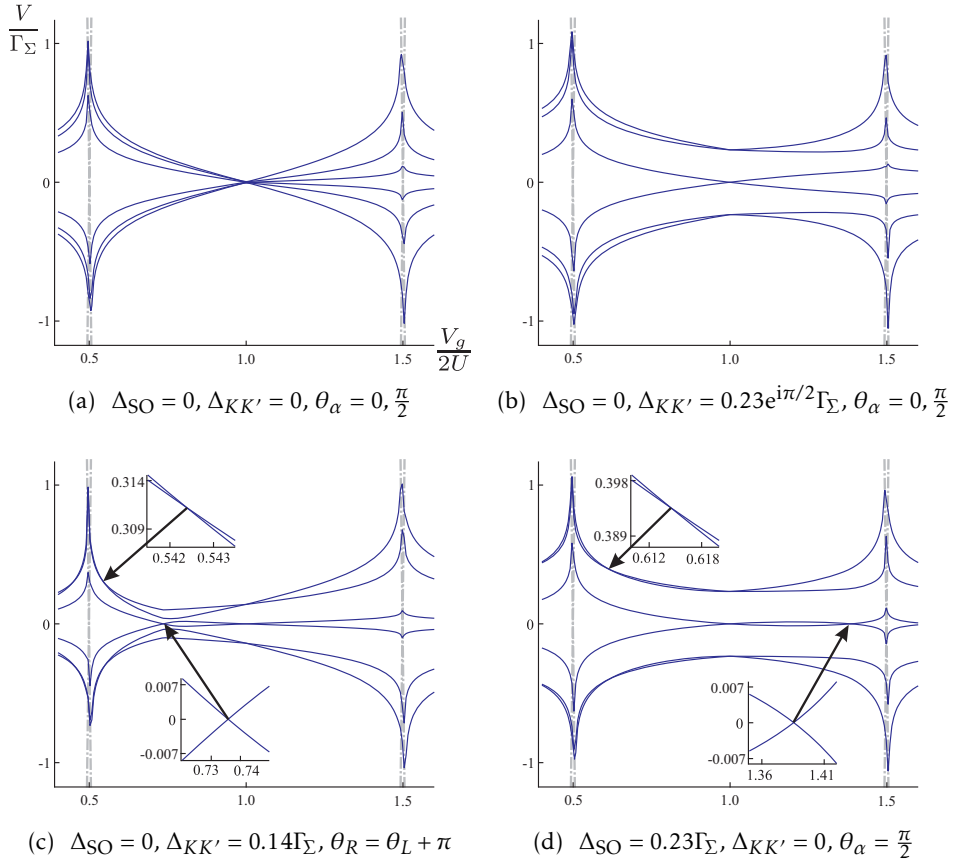 V
Γ_Σ
1
0
-1
0.5 1.0 1.5
V_g
2U
0.5 1.0 1.5
(a) Δ_SO = 0, Δ_KK′ = 0, θ_α = 0, π/2
(b) Δ_SO = 0, Δ_KK′ = 0.23e^{iπ/2}Γ_Σ, θ_α = 0, π/2
1
0
-1
1
0
-1
0.314
0.309
0.542 0.543
0.007
0
-0.007
0.73 0.74
0.5 1.0 1.5
1
0
-1
0.398
0.389
0.612 0.618
0.007
0
-0.007
1.36 1.41
0.5 1.0 1.5
(c) Δ_SO = 0, Δ_KK′ = 0.14Γ_Σ, θ_R = θ_L + π
(d) Δ_SO = 0.23Γ_Σ, Δ_KK′ = 0, θ_α = π/2